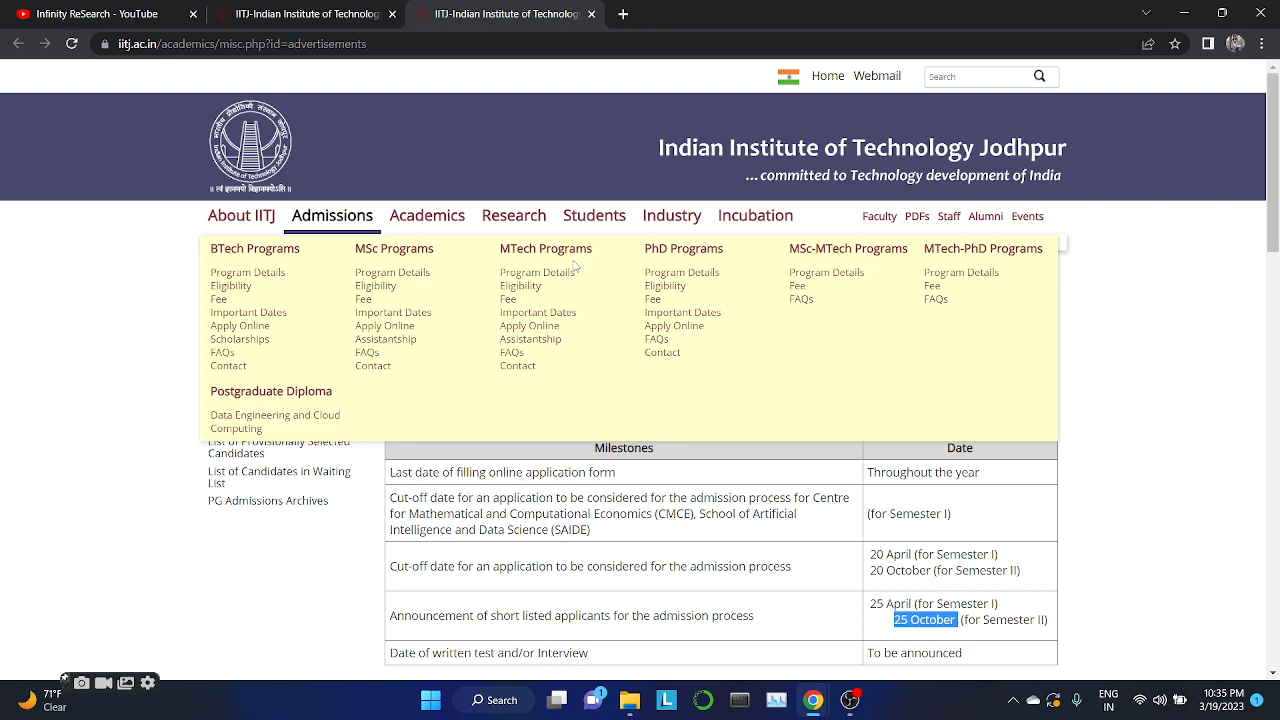 Infinity ReSearch - YouTube
IITJ-Indian Institute of Technology
IITJ-Indian Institute of Technology
iitj.ac.in/academics/misc.php?id=advertisements
Home Webmail Search
॥ त्वं ज्ञानमयो विज्ञानमयोऽसि ॥
Indian Institute of Technology Jodhpur
...committed to Technology development of India
About IITJ Admissions Academics Research Students Industry Incubation Faculty PDFs Staff Alumni Events
BTech Programs MSc Programs MTech Programs PhD Programs MSc-MTech Programs MTech-PhD Programs
Program Details Program Details Program Details Program Details Program Details Program Details
Eligibility Eligibility Eligibility Eligibility Fee Fee
Fee Fee Fee Fee FAQs FAQs
Important Dates Important Dates Important Dates Important Dates
Apply Online Apply Online Apply Online Apply Online
Scholarships Assistantship Assistantship FAQs
FAQs FAQs FAQs Contact
Contact Contact Contact
Postgraduate Diploma
Data Engineering and Cloud
Computing
List of Provisionally Selected
Candidates
List of Candidates in Waiting
List
PG Admissions Archives
Milestones Date
Last date of filling online application form Throughout the year
Cut-off date for an application to be considered for the admission process for Centre
for Mathematical and Computational Economics (CMCE), School of Artificial
Intelligence and Data Science (SAIDE)
(for Semester I)
Cut-off date for an application to be considered for the admission process
20 April (for Semester I)
20 October (for Semester II)
Announcement of short listed applicants for the admission process
25 April (for Semester I)
25 October (for Semester II)
Date of written test and/or Interview To be announced
77°F
Clear
Search
1
L
ENG
IN
10:35 PM
3/19/2023
1